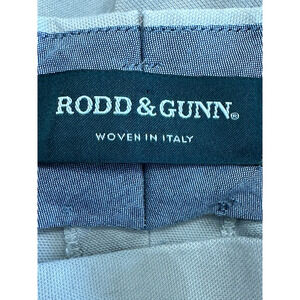 RODD & GUNN®
WOVEN IN ITALY